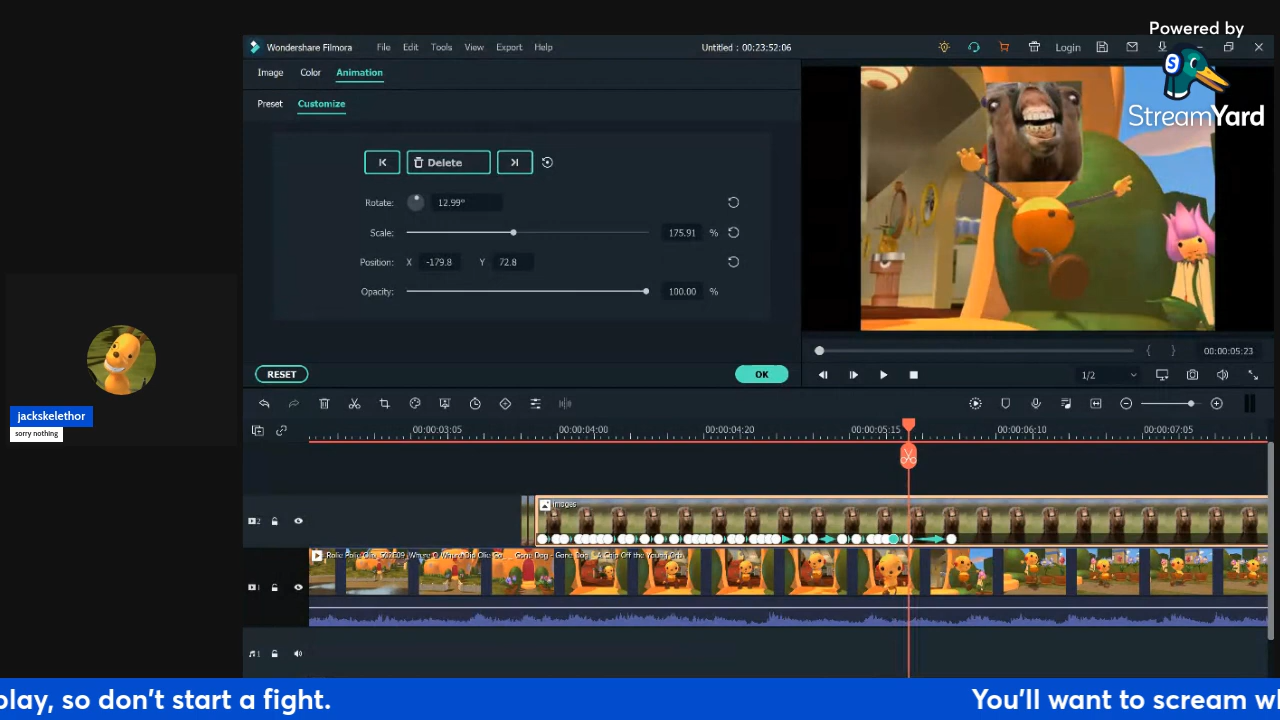 Powered by
StreamYard
Wondershare Filmora
File Edit Tools View Export Help
Untitled : 00:23:52:06
Login
Image Color Animation
Preset Customize
Delete
Rotate: 12.99°
Scale: 175.91 %
Position: X -179.8 Y 72.8
Opacity: 100.00 %
RESET
OK
00:00:05:23
1/2
jackskelethor
sorry nothing
00:00:03:05 00:00:04:00 00:00:04:20 00:00:05:15 00:00:06:10 00:00:07:05
2
images
1
1
play, so don't start a fight.
You'll want to scream wh